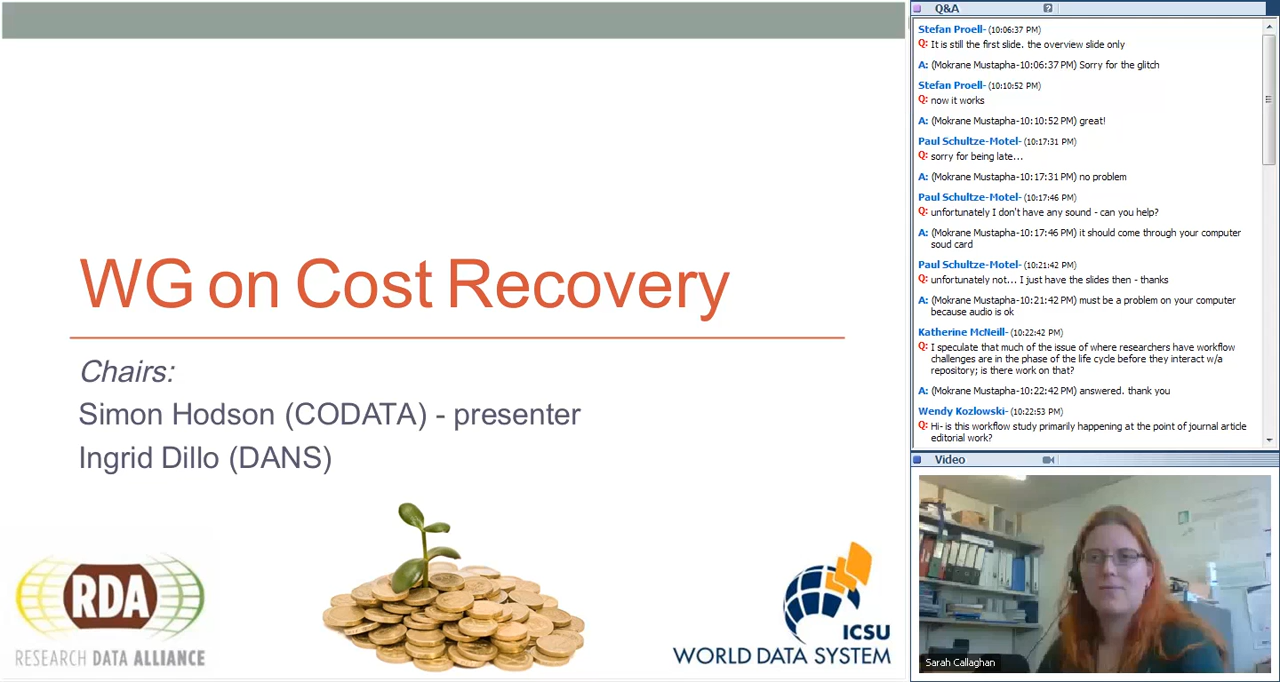 WG on Cost Recovery
Chairs:
Simon Hodson (CODATA) - presenter
Ingrid Dillo (DANS)
RDA
RESEARCH DATA ALLIANCE
ICSU
WORLD DATA SYSTEM
Q&A
?
Stefan Proell- (10:06:37 PM)
Q: It is still the first slide. the overview slide only
A: (Mokrane Mustapha-10:06:37 PM) Sorry for the glitch
Stefan Proell- (10:10:52 PM)
Q: now it works
A: (Mokrane Mustapha-10:10:52 PM) great!
Paul Schultze-Motel- (10:17:31 PM)
Q: sorry for being late...
A: (Mokrane Mustapha-10:17:31 PM) no problem
Paul Schultze-Motel- (10:17:46 PM)
Q: unfortunately I don't have any sound - can you help?
A: (Mokrane Mustapha-10:17:46 PM) it should come through your computer
soud card
Paul Schultze-Motel- (10:21:42 PM)
Q: unfortunately not... I just have the slides then - thanks
A: (Mokrane Mustapha-10:21:42 PM) must be a problem on your computer
because audio is ok
Katherine McNeill- (10:22:42 PM)
Q: I speculate that much of the issue of where researchers have workflow
challenges are in the phase of the life cycle before they interact w/a
repository; is there work on that?
A: (Mokrane Mustapha-10:22:42 PM) answered. thank you
Wendy Kozlowski- (10:22:53 PM)
Q: Hi- is this workflow study primarily happening at the point of journal article
editorial work?
Video
Sarah Callaghan